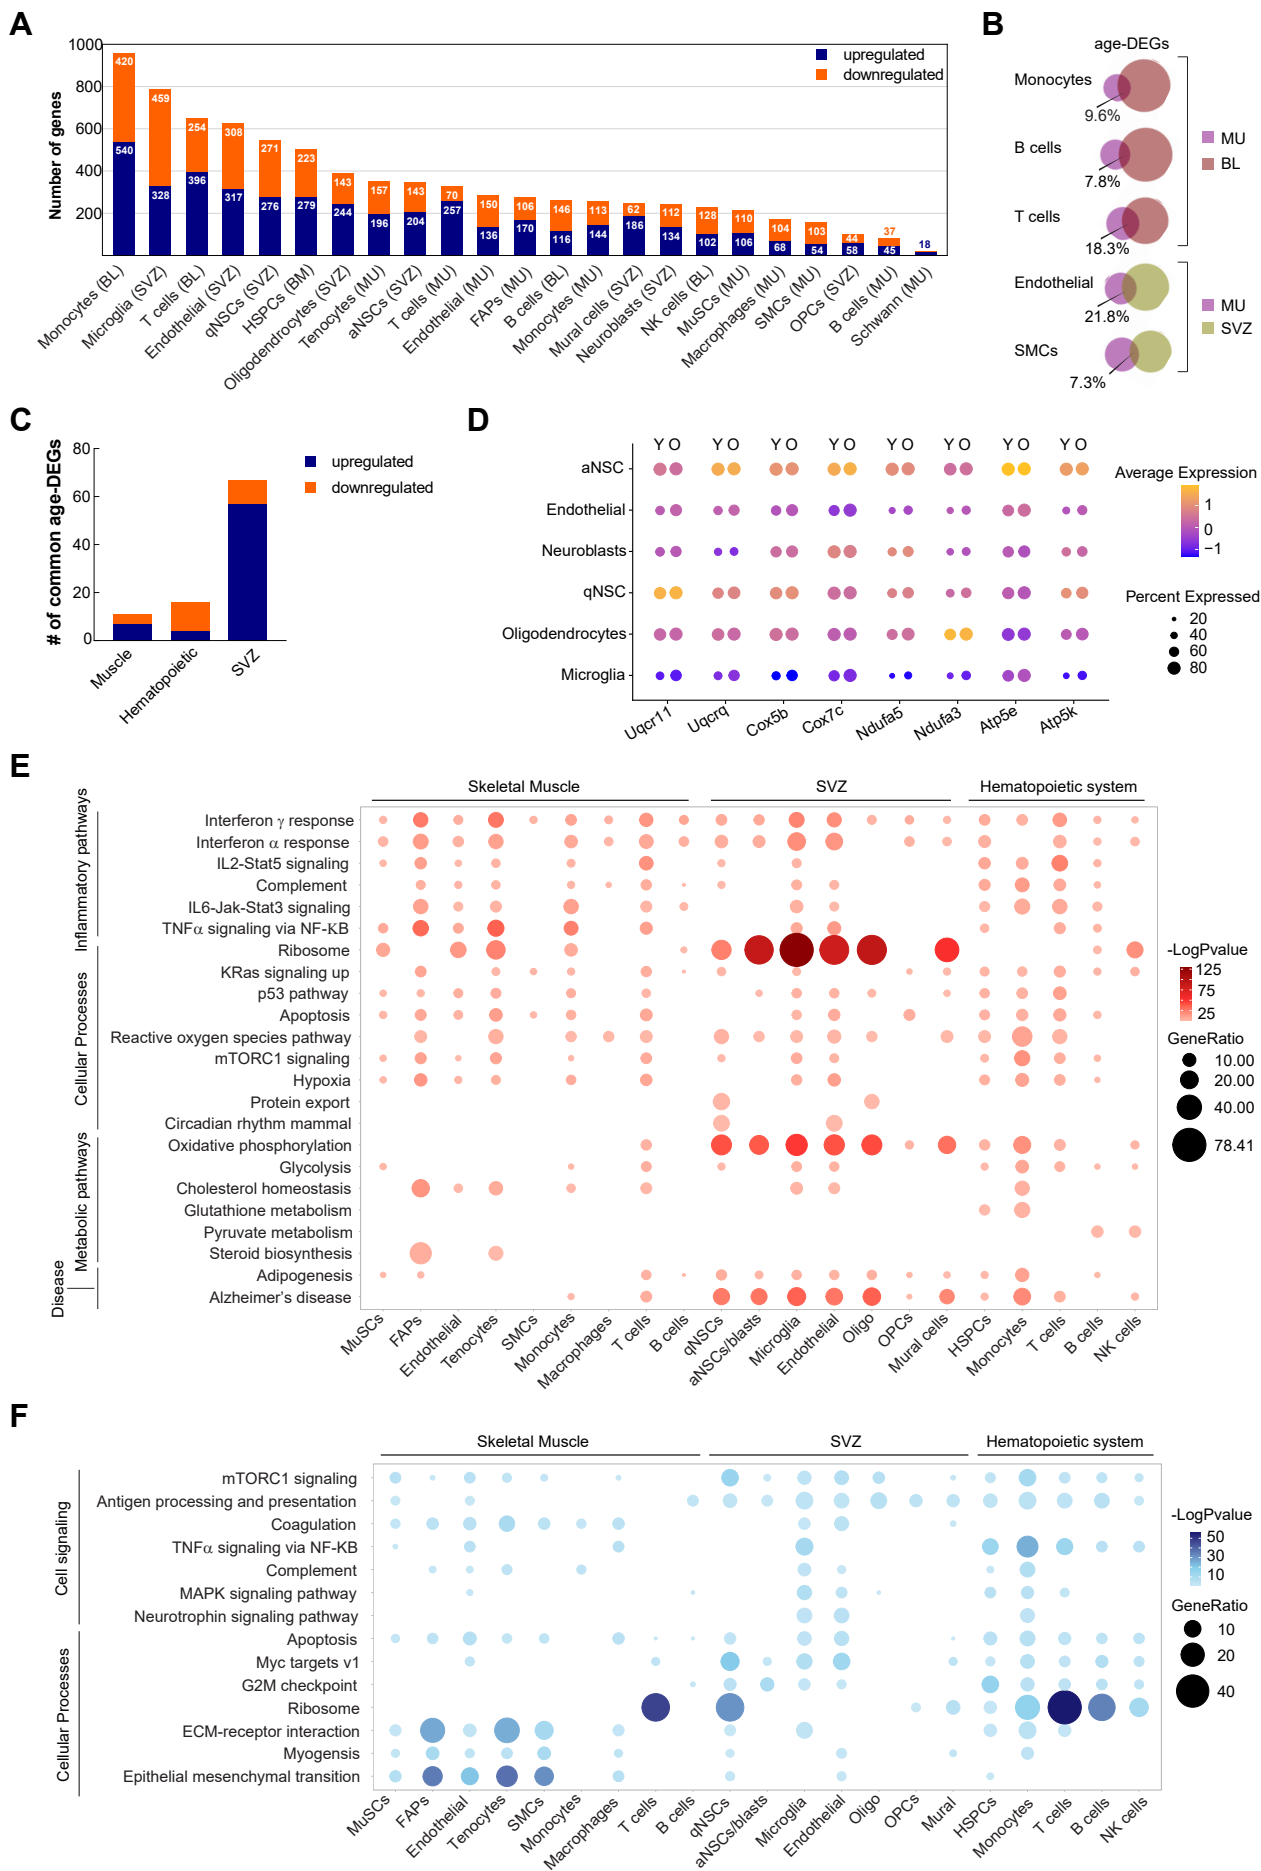 A
Number of genes
1000
800
600
400
200
upregulated
downregulated
420
540
459
328
254
396
308
317
271
276
223
279
143
244
157
196
143
204
70
257
150
136
106
170
146
116
113
144
62
186
112
134
128
102
110
106
104
68
103
54
44
58
37
45
18
Monocytes (BL)
Microglia (SVZ)
T cells (BL)
Endothelial (SVZ)
qNSCs (SVZ)
HSPCs (BM)
Oligodendrocytes (SVZ)
Tenocytes (MU)
aNSCs (SVZ)
T cells (MU)
Endothelial (MU)
FAPs (MU)
B cells (BL)
Monocytes (MU)
Mural cells (SVZ)
Neuroblasts (SVZ)
NK cells (BL)
MuSCs (MU)
Macrophages (MU)
SMCs (MU)
OPCs (SVZ)
B cells (MU)
Schwann (MU)
B
age-DEGs
Monocytes
9.6%
B cells
7.8%
T cells
18.3%
MU
BL
Endothelial
21.8%
SMCs
7.3%
MU
SVZ
C
# of common age-DEGs
80
60
40
20
0
upregulated
downregulated
Muscle
Hematopoietic
SVZ
D
Y O Y O Y O Y O Y O Y O Y O Y O
aNSC
Endothelial
Neuroblasts
qNSC
Oligodendrocytes
Microglia
Uqcr11
Uqcrq
Cox5b
Cox7c
Ndufa5
Ndufa3
Atp5e
Atp5k
Average Expression
1
0
−1
Percent Expressed
20
40
60
80
E
Skeletal Muscle
SVZ
Hematopoietic system
Inflammatory pathways
Interferon γ response
Interferon α response
IL2-Stat5 signaling
Complement
IL6-Jak-Stat3 signaling
TNFα signaling via NF-KB
Cellular Processes
Ribosome
KRas signaling up
p53 pathway
Apoptosis
Reactive oxygen species pathway
mTORC1 signaling
Hypoxia
Protein export
Circadian rhythm mammal
Metabolic pathways
Oxidative phosphorylation
Glycolysis
Cholesterol homeostasis
Glutathione metabolism
Pyruvate metabolism
Steroid biosynthesis
Disease
Adipogenesis
Alzheimer's disease
MuSCs
FAPs
Endothelial
Tenocytes
SMCs
Monocytes
Macrophages
T cells
B cells
qNSCs
aNSCs/blasts
Microglia
Endothelial
Oligo
OPCs
Mural cells
HSPCs
Monocytes
T cells
B cells
NK cells
-LogPvalue
125
75
25
GeneRatio
10.00
20.00
40.00
78.41
F
Skeletal Muscle
SVZ
Hematopoietic system
Cell signaling
mTORC1 signaling
Antigen processing and presentation
Coagulation
TNFα signaling via NF-KB
Complement
MAPK signaling pathway
Neurotrophin signaling pathway
Cellular Processes
Apoptosis
Myc targets v1
G2M checkpoint
Ribosome
ECM-receptor interaction
Myogensis
Epithelial mesenchymal transition
MuSCs
FAPs
Endothelial
Tenocytes
SMCs
Monocytes
Macrophages
T cells
B cells
qNSCs
aNSCs/blasts
Microglia
Endothelial
Oligo
OPCs
Mural
HSPCs
Monocytes
T cells
B cells
NK cells
-LogPvalue
50
30
10
GeneRatio
10
20
40